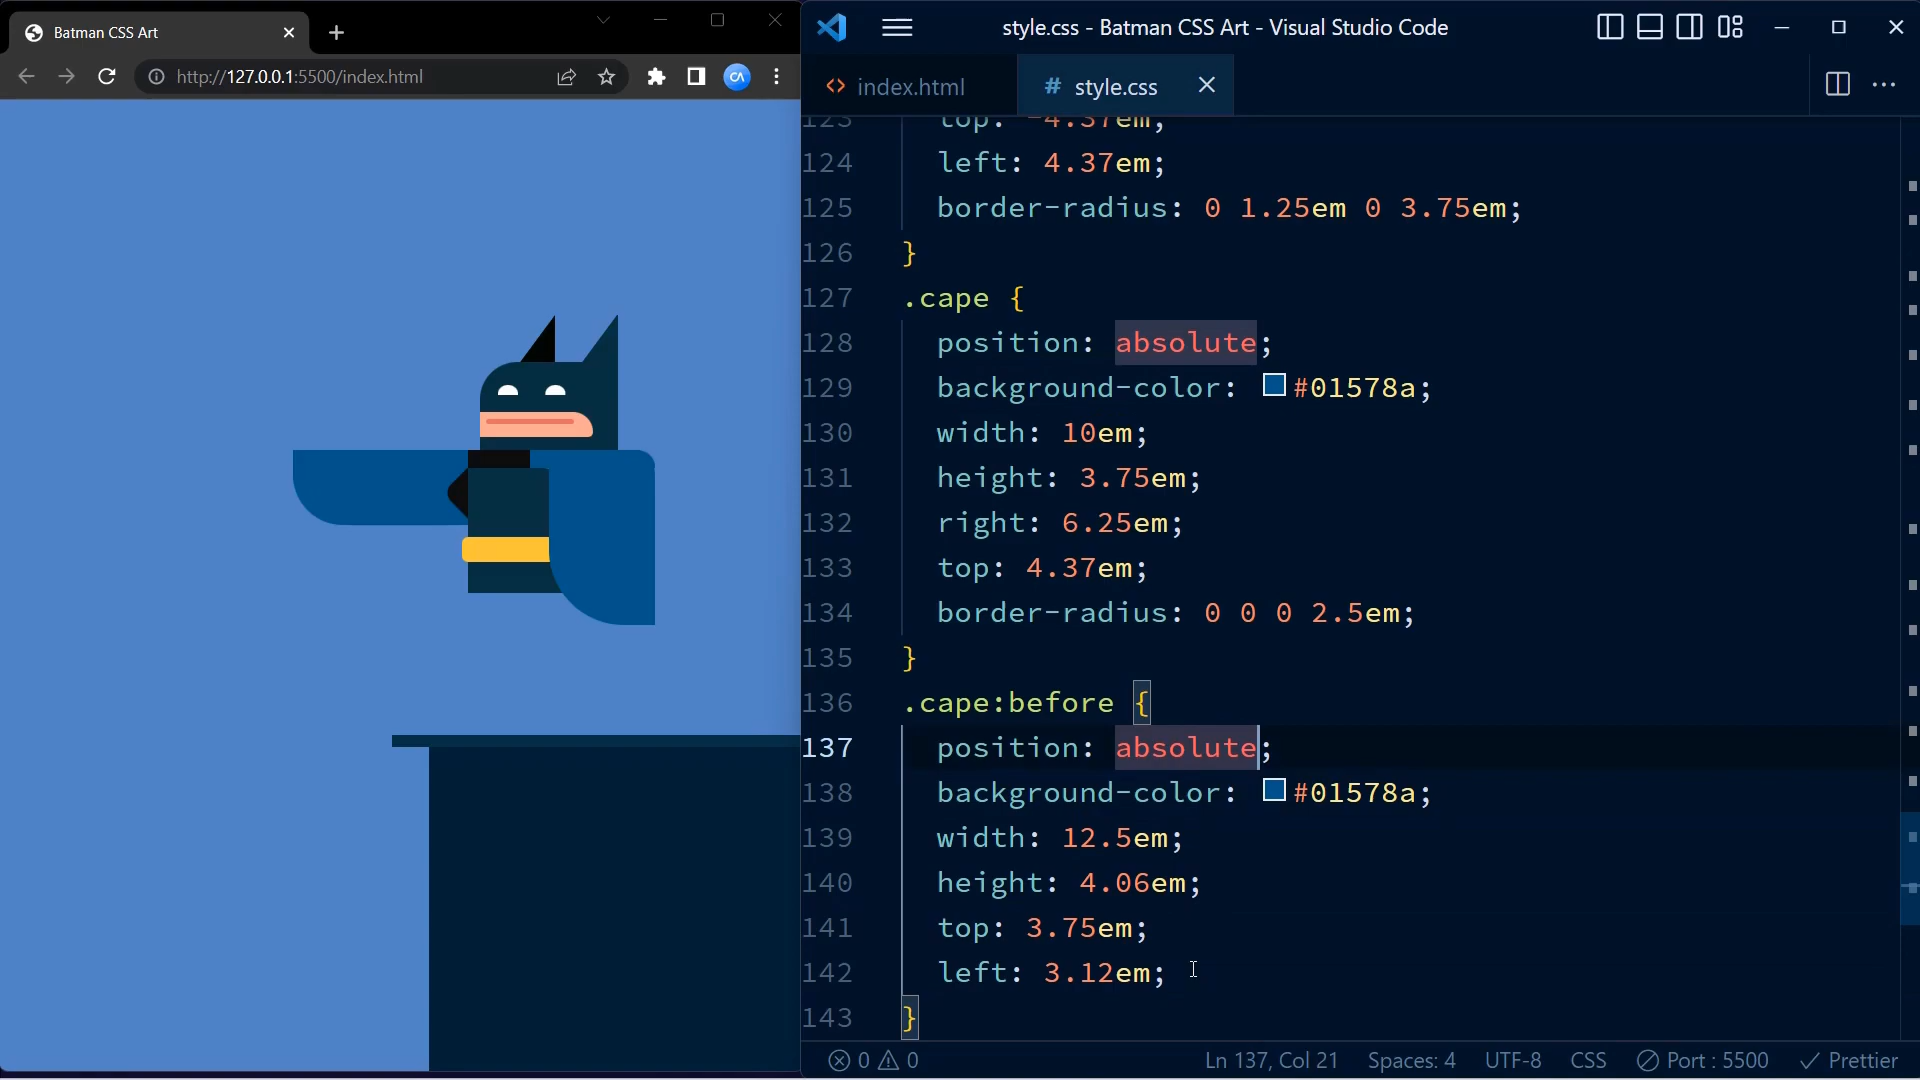 Batman CSS Art
http://127.0.0.1:5500/index.html
CA
style.css - Batman CSS Art - Visual Studio Code
<> index.html
# style.css
123 top: -4.37em;
124 left: 4.37em;
125 border-radius: 0 1.25em 0 3.75em;
126 }
127 .cape {
128 position: absolute;
129 background-color: #01578a;
130 width: 10em;
131 height: 3.75em;
132 right: 6.25em;
133 top: 4.37em;
134 border-radius: 0 0 0 2.5em;
135 }
136 .cape:before {
137 position: absolute;
138 background-color: #01578a;
139 width: 12.5em;
140 height: 4.06em;
141 top: 3.75em;
142 left: 3.12em;
143 }
0 0 Ln 137, Col 21 Spaces: 4 UTF-8 CSS Port : 5500 Prettier